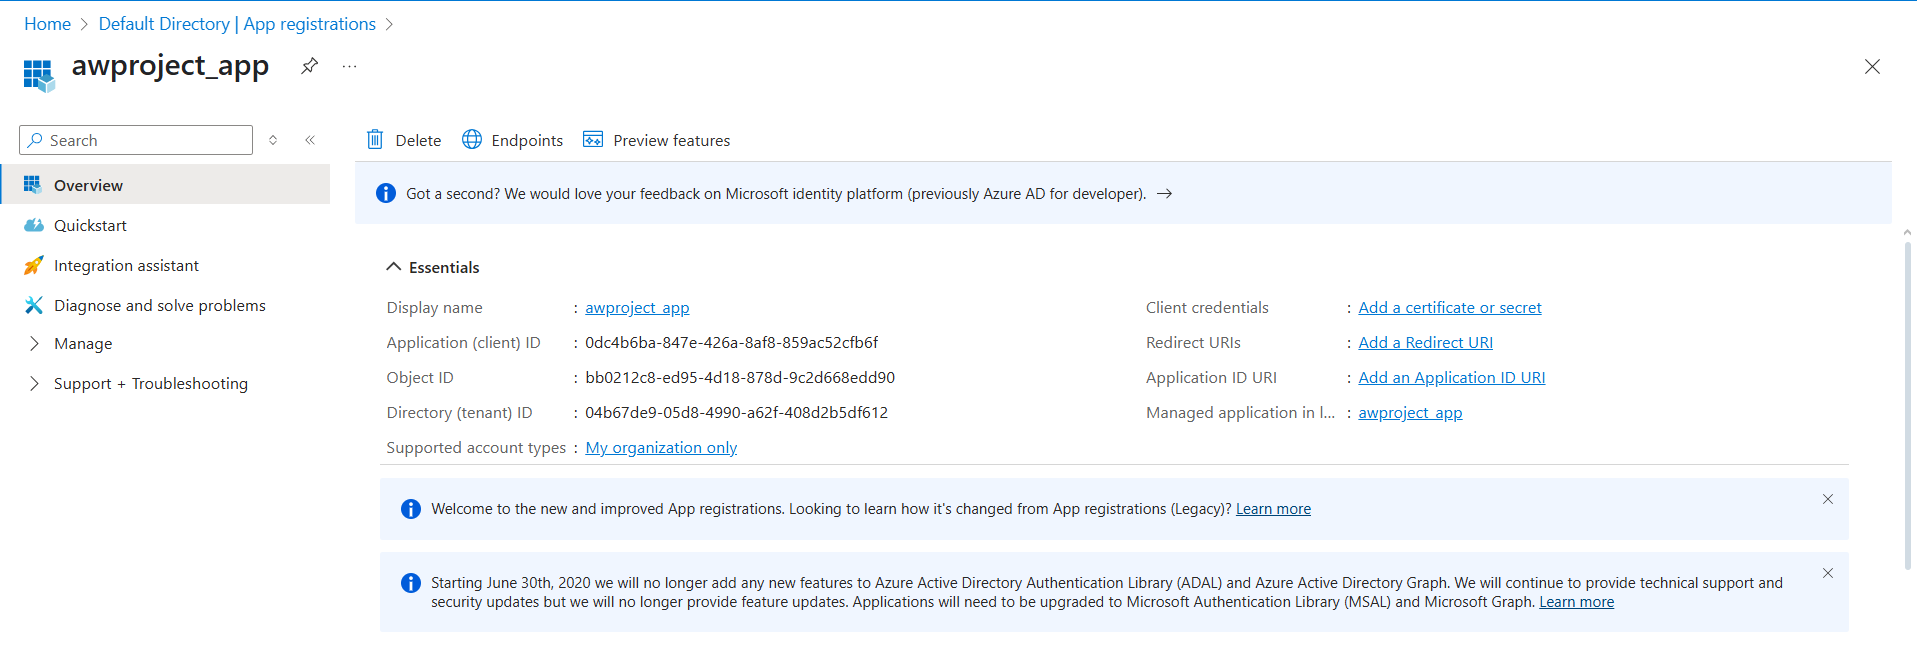 Home > Default Directory | App registrations >
awproject_app ...
Search
Overview
Quickstart
Integration assistant
Diagnose and solve problems
Manage
Support + Troubleshooting
Delete Endpoints Preview features
Got a second? We would love your feedback on Microsoft identity platform (previously Azure AD for developer). →
Essentials
Display name : awproject_app
Application (client) ID : 0dc4b6ba-847e-426a-8af8-859ac52cfb6f
Object ID : bb0212c8-ed95-4d18-878d-9c2d668edd90
Directory (tenant) ID : 04b67de9-05d8-4990-a62f-408d2b5df612
Supported account types : My organization only
Client credentials : Add a certificate or secret
Redirect URIs : Add a Redirect URI
Application ID URI : Add an Application ID URI
Managed application in l... : awproject_app
Welcome to the new and improved App registrations. Looking to learn how it's changed from App registrations (Legacy)? Learn more
Starting June 30th, 2020 we will no longer add any new features to Azure Active Directory Authentication Library (ADAL) and Azure Active Directory Graph. We will continue to provide technical support and
security updates but we will no longer provide feature updates. Applications will need to be upgraded to Microsoft Authentication Library (MSAL) and Microsoft Graph. Learn more